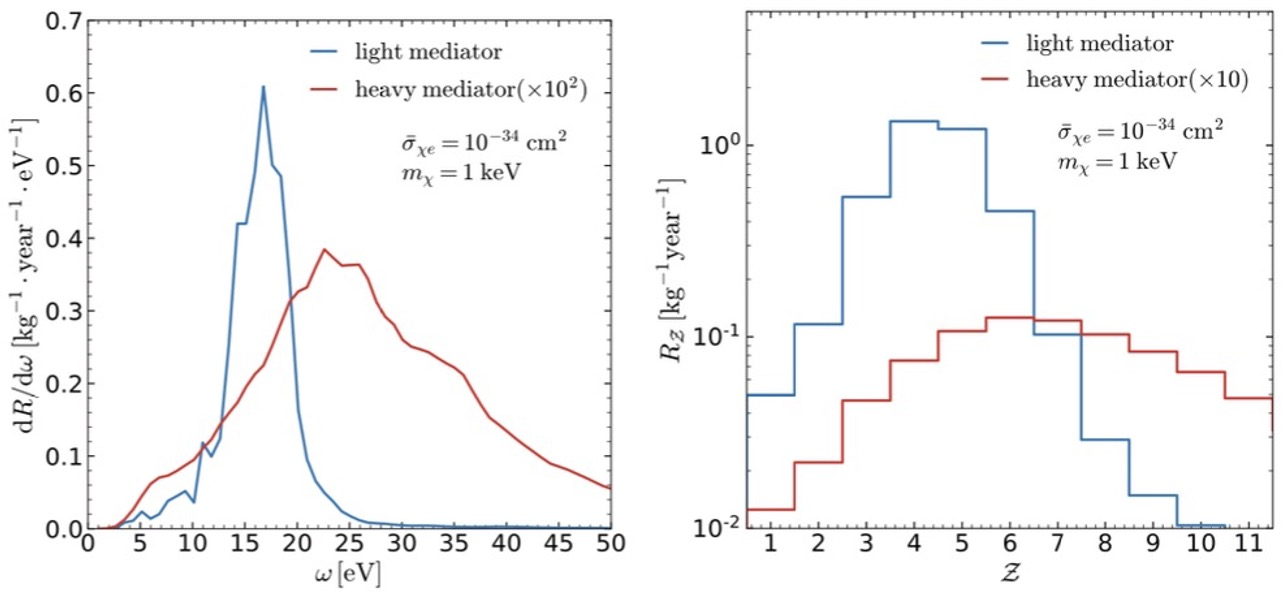 0.7
0.6
0.5
0.4
0.3
0.2
0.1
0.0
dR/dω [kg⁻¹ · year⁻¹ · eV⁻¹]
light mediator
heavy mediator(×10²)
σ̄χe = 10⁻³⁴ cm²
mχ = 1 keV
0 5 10 15 20 25 30 35 40 45 50
ω [eV]
10⁰
10⁻¹
10⁻²
R𝒵 [kg⁻¹year⁻¹]
light mediator
heavy mediator(×10)
σ̄χe = 10⁻³⁴ cm²
mχ = 1 keV
1 2 3 4 5 6 7 8 9 10 11
𝒵